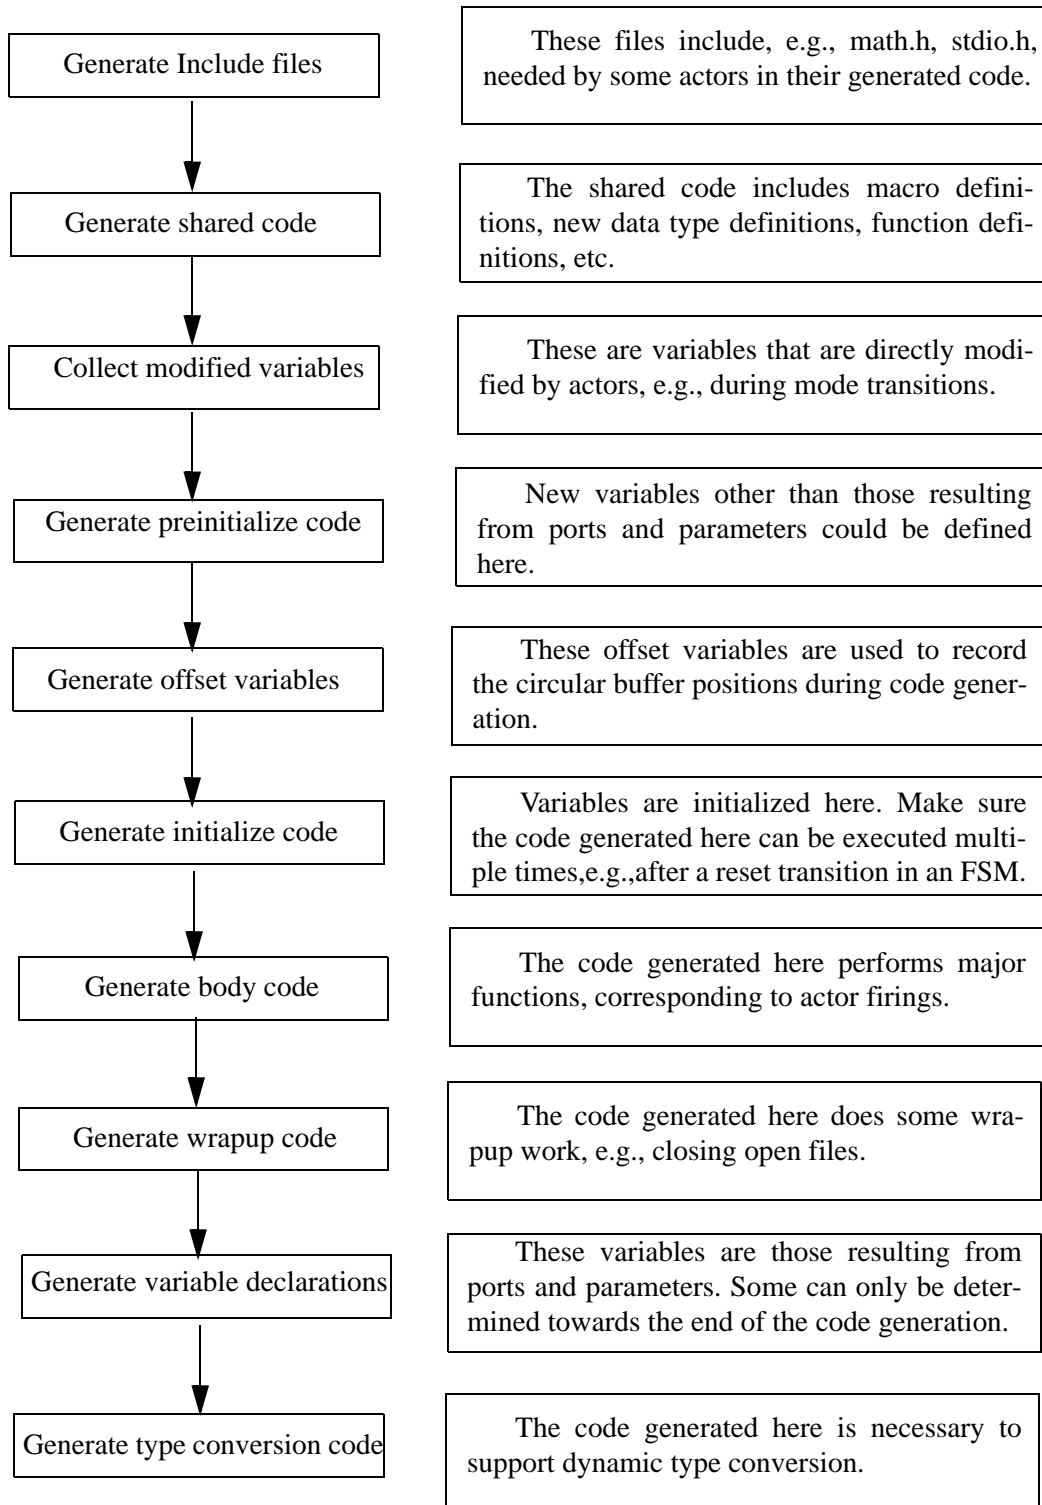 Generate Include files
These files include, e.g., math.h, stdio.h,
needed by some actors in their generated code.
Generate shared code
The shared code includes macro defini-
tions, new data type definitions, function defi-
nitions, etc.
Collect modified variables
These are variables that are directly modi-
fied by actors, e.g., during mode transitions.
Generate preinitialize code
New variables other than those resulting
from ports and parameters could be defined
here.
Generate offset variables
These offset variables are used to record
the circular buffer positions during code gener-
ation.
Generate initialize code
Variables are initialized here. Make sure
the code generated here can be executed multi-
ple times,e.g.,after a reset transition in an FSM.
Generate body code
The code generated here performs major
functions, corresponding to actor firings.
Generate wrapup code
The code generated here does some wra-
pup work, e.g., closing open files.
Generate variable declarations
These variables are those resulting from
ports and parameters. Some can only be deter-
mined towards the end of the code generation.
Generate type conversion code
The code generated here is necessary to
support dynamic type conversion.